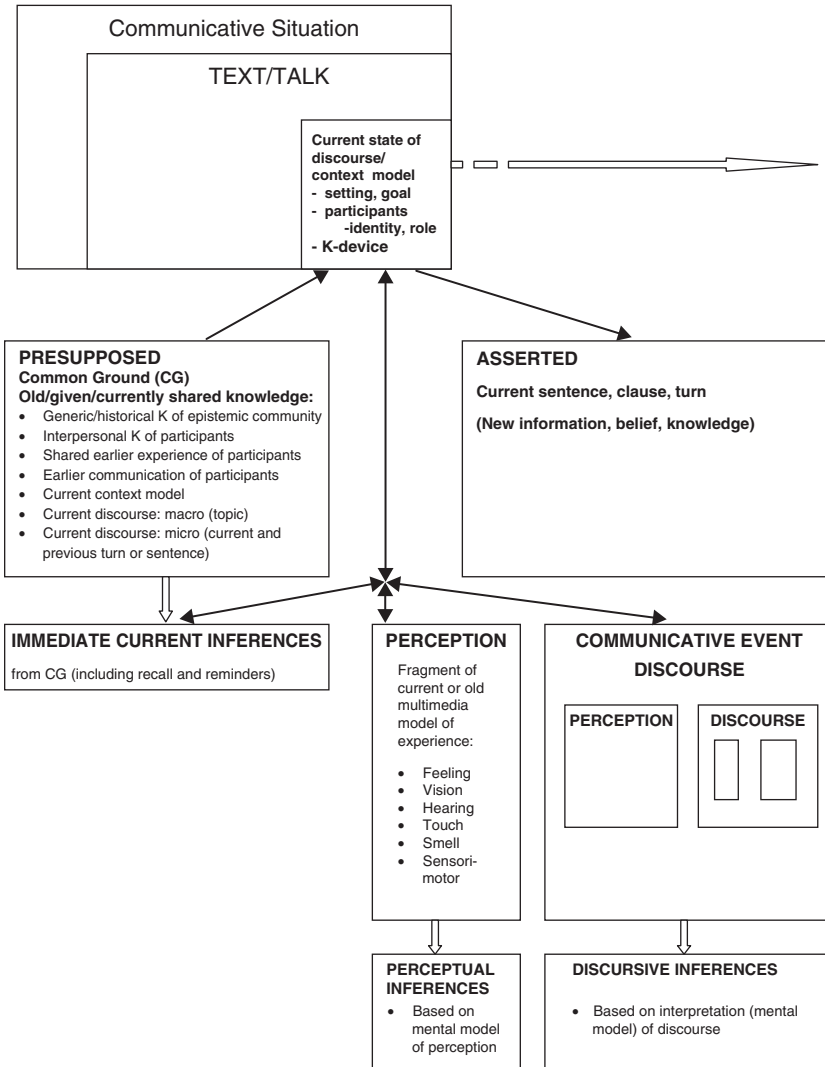 Communicative Situation
TEXT/TALK
Current state of
discourse/
context model
- setting, goal
- participants
-identity, role
- K-device
PRESUPPOSED
Common Ground (CG)
Old/given/currently shared knowledge:
• Generic/historical K of epistemic community
• Interpersonal K of participants
• Shared earlier experience of participants
• Earlier communication of participants
• Current context model
• Current discourse: macro (topic)
• Current discourse: micro (current and
previous turn or sentence)
ASSERTED
Current sentence, clause, turn
(New information, belief, knowledge)
IMMEDIATE CURRENT INFERENCES
from CG (including recall and reminders)
PERCEPTION
Fragment of
current or old
multimedia
model of
experience:
• Feeling
• Vision
• Hearing
• Touch
• Smell
• Sensori-
motor
COMMUNICATIVE EVENT
DISCOURSE
PERCEPTION
DISCOURSE
PERCEPTUAL
INFERENCES
• Based on
mental model
of perception
DISCURSIVE INFERENCES
• Based on interpretation (mental
model) of discourse